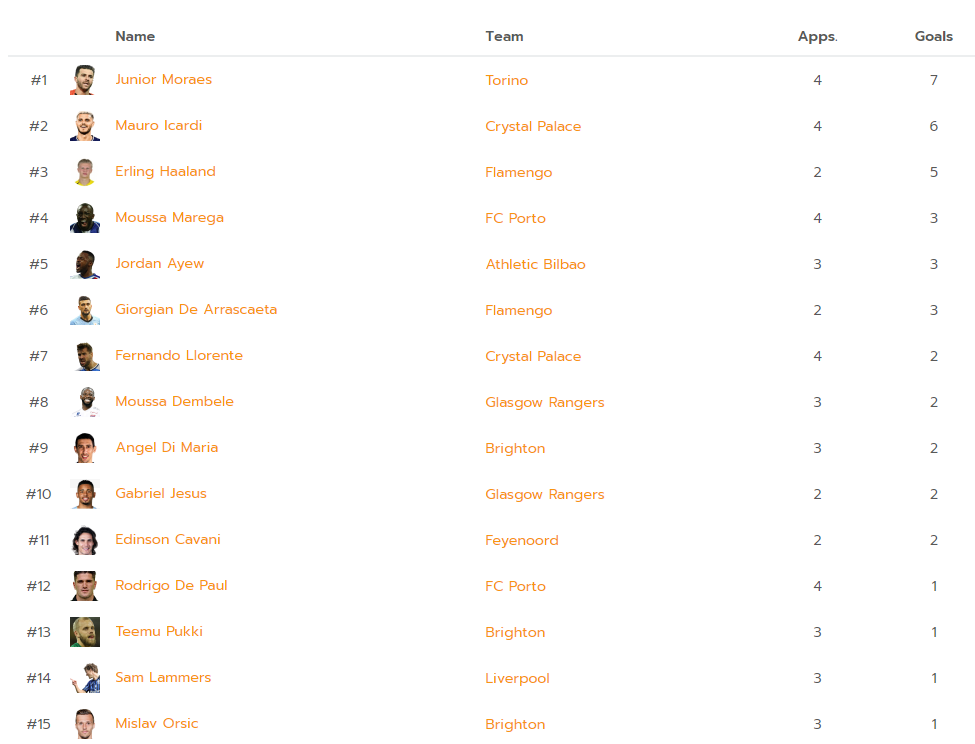 Name Team Apps. Goals
#1 Junior Moraes Torino 4 7
#2 Mauro Icardi Crystal Palace 4 6
#3 Erling Haaland Flamengo 2 5
#4 Moussa Marega FC Porto 4 3
#5 Jordan Ayew Athletic Bilbao 3 3
#6 Giorgian De Arrascaeta Flamengo 2 3
#7 Fernando Llorente Crystal Palace 4 2
#8 Moussa Dembele Glasgow Rangers 3 2
#9 Angel Di Maria Brighton 3 2
#10 Gabriel Jesus Glasgow Rangers 2 2
#11 Edinson Cavani Feyenoord 2 2
#12 Rodrigo De Paul FC Porto 4 1
#13 Teemu Pukki Brighton 3 1
#14 Sam Lammers Liverpool 3 1
#15 Mislav Orsic Brighton 3 1